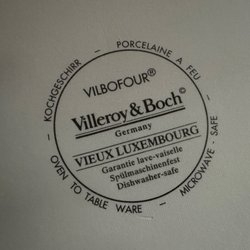 KOCHGESCHIRR — PORCELAINE A FEU
VILBOFOUR®
Villeroy & Boch©
Germany
VIEUX LUXEMBOURG
Garantie lave-vaiselle
Spülmaschinenfest
Dishwasher-safe
OVEN TO TABLE WARE — MICROWAVE - SAFE